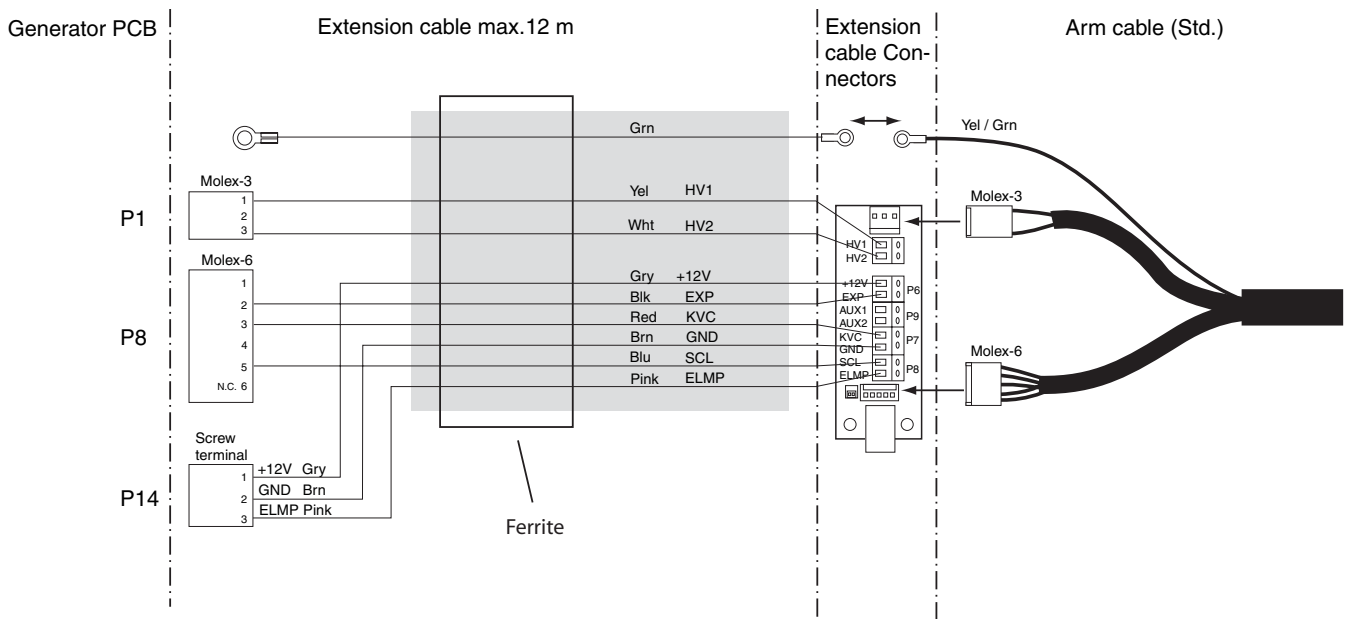 Generator PCB
Extension cable max.12 m
Extension
cable Con-
nectors
Arm cable (Std.)
Grn
Yel / Grn
Molex-3
P1
1
2
3
Yel HV1
Wht HV2
Molex-3
HV1
HV2
Molex-6
P8
1
2
3
4
5
N.C. 6
Gry +12V
Blk EXP
Red KVC
Brn GND
Blu SCL
Pink ELMP
+12V
EXP
P6
AUX1
AUX2
P9
KVC
GND
P7
SCL
ELMP
P8
Molex-6
Screw
terminal
P14
1
2
3
+12V Gry
GND Brn
ELMP Pink
Ferrite